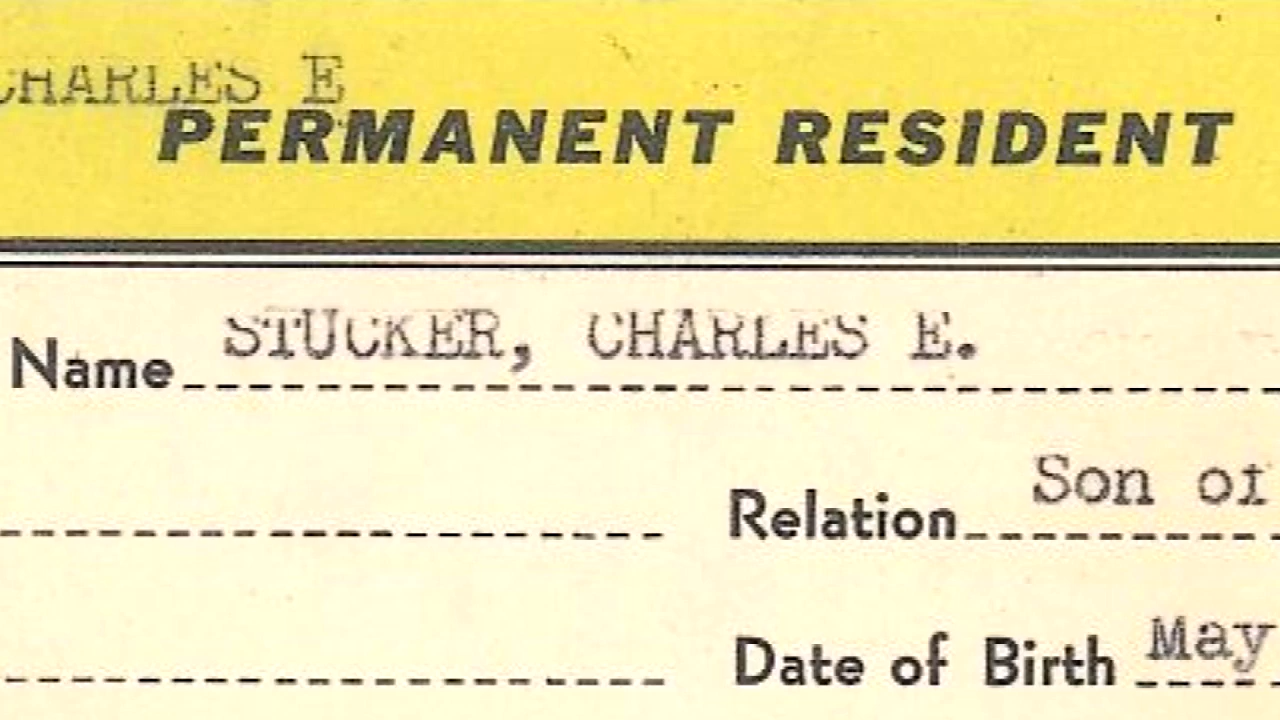 CHARLES E
PERMANENT RESIDENT
Name STUCKER, CHARLES E.
Relation Son of
Date of Birth May